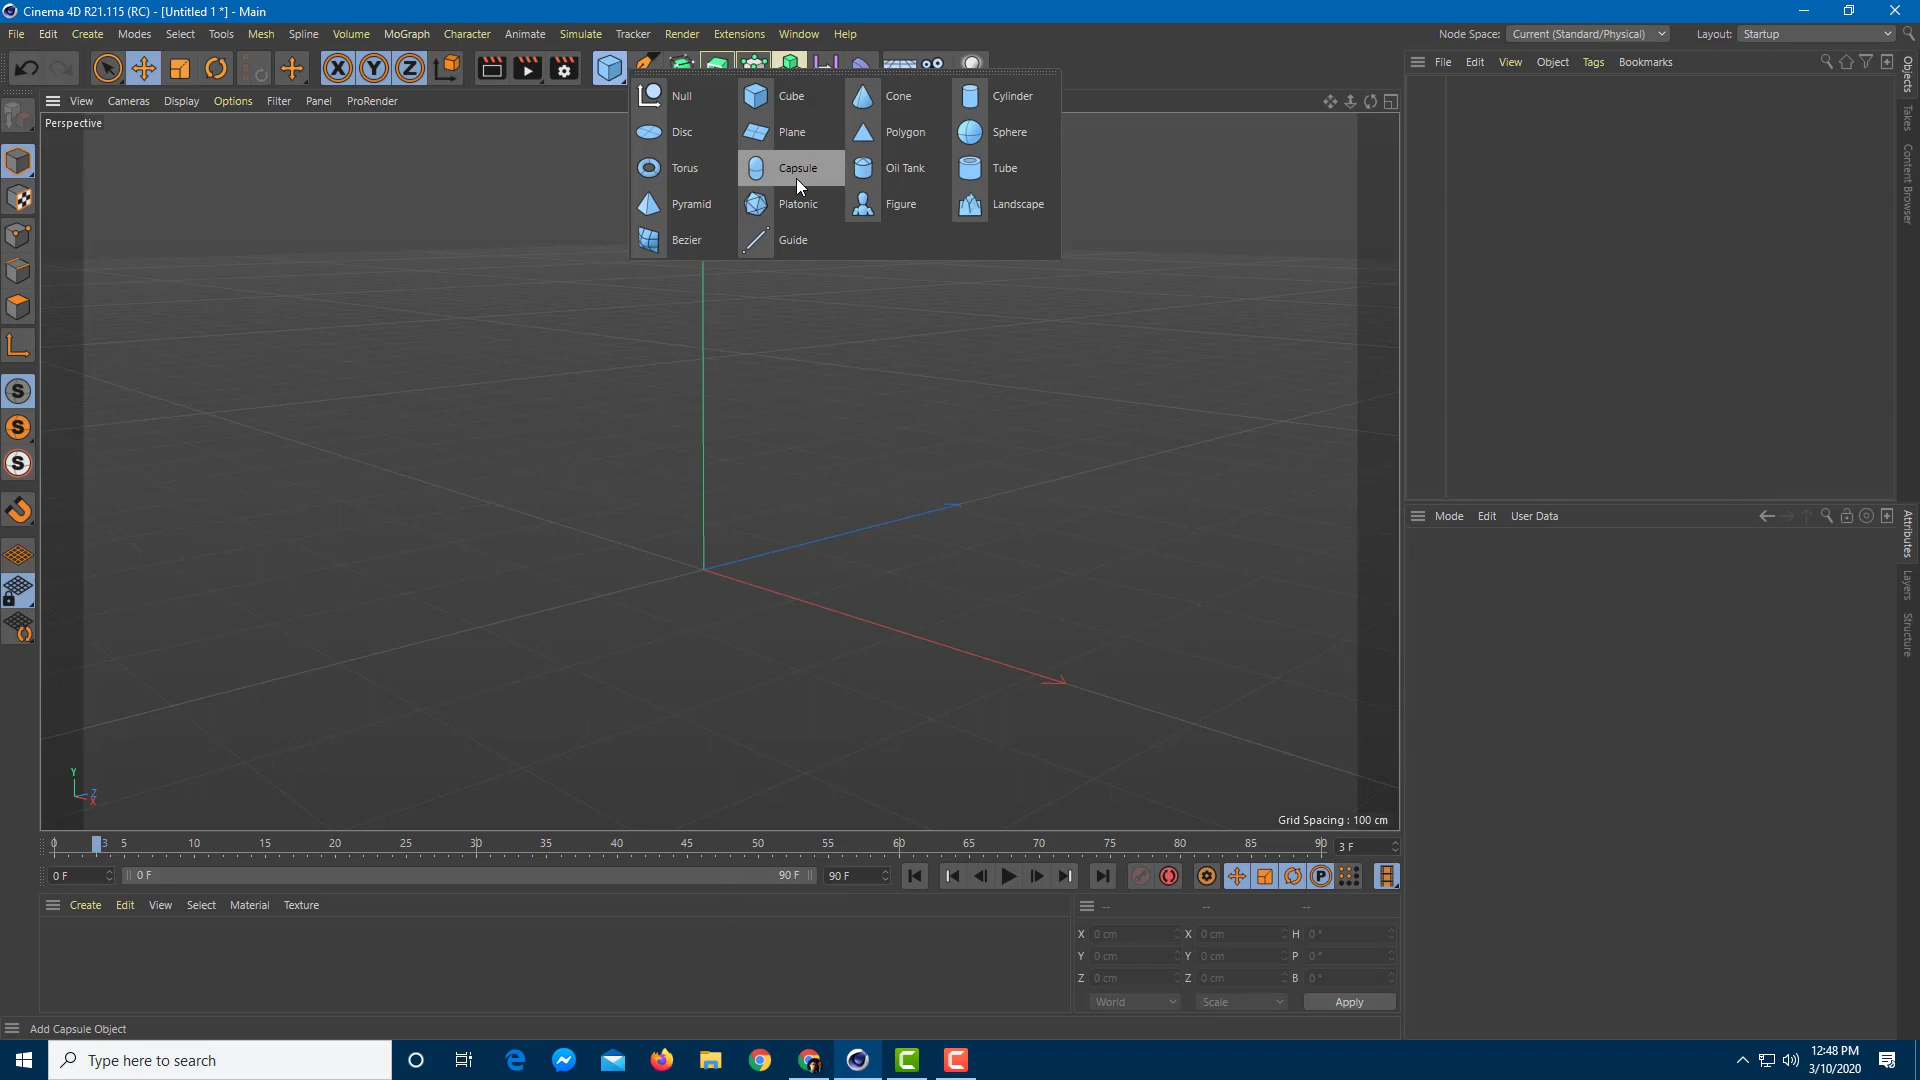 Cinema 4D R21.115 (RC) - [Untitled 1 *] - Main
File Edit Create Modes Select Tools Mesh Spline Volume MoGraph Character Animate Simulate Tracker Render Extensions Window Help
Node Space: Current (Standard/Physical) Layout: Startup
X Y Z
File Edit View Object Tags Bookmarks
View Cameras Display Options Filter Panel ProRender
Perspective
Null Cube Cone Cylinder
Disc Plane Polygon Sphere
Torus Capsule Oil Tank Tube
Pyramid Platonic Figure Landscape
Bezier Guide
Objects
Takes
Content Browser
S
S
S
Mode Edit User Data
Attributes
Layers
Structure
Y
Z
X
Grid Spacing : 100 cm
0 3 5 10 15 20 25 30 35 40 45 50 55 60 65 70 75 80 85 90 3 F
0 F 0 F 90 F 90 F P
Create Edit View Select Material Texture
-- -- --
X 0 cm X 0 cm H 0 °
Y 0 cm Y 0 cm P 0 °
Z 0 cm Z 0 cm B 0 °
World Scale Apply
Add Capsule Object
Type here to search
12:48 PM
3/10/2020